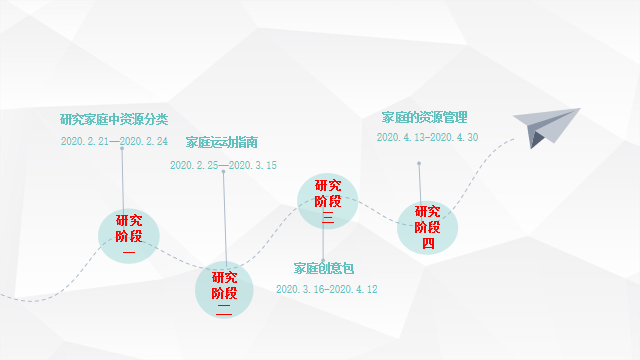 研究家庭中资源分类
2020.2.21—2020.2.24
研究
阶段
一
家庭运动指南
2020.2.25—2020.3.15
研究
阶段
二
研究
阶段
三
家庭创意包
2020.3.16-2020.4.12
家庭的资源管理
2020.4.13-2020.4.30
研究
阶段
四